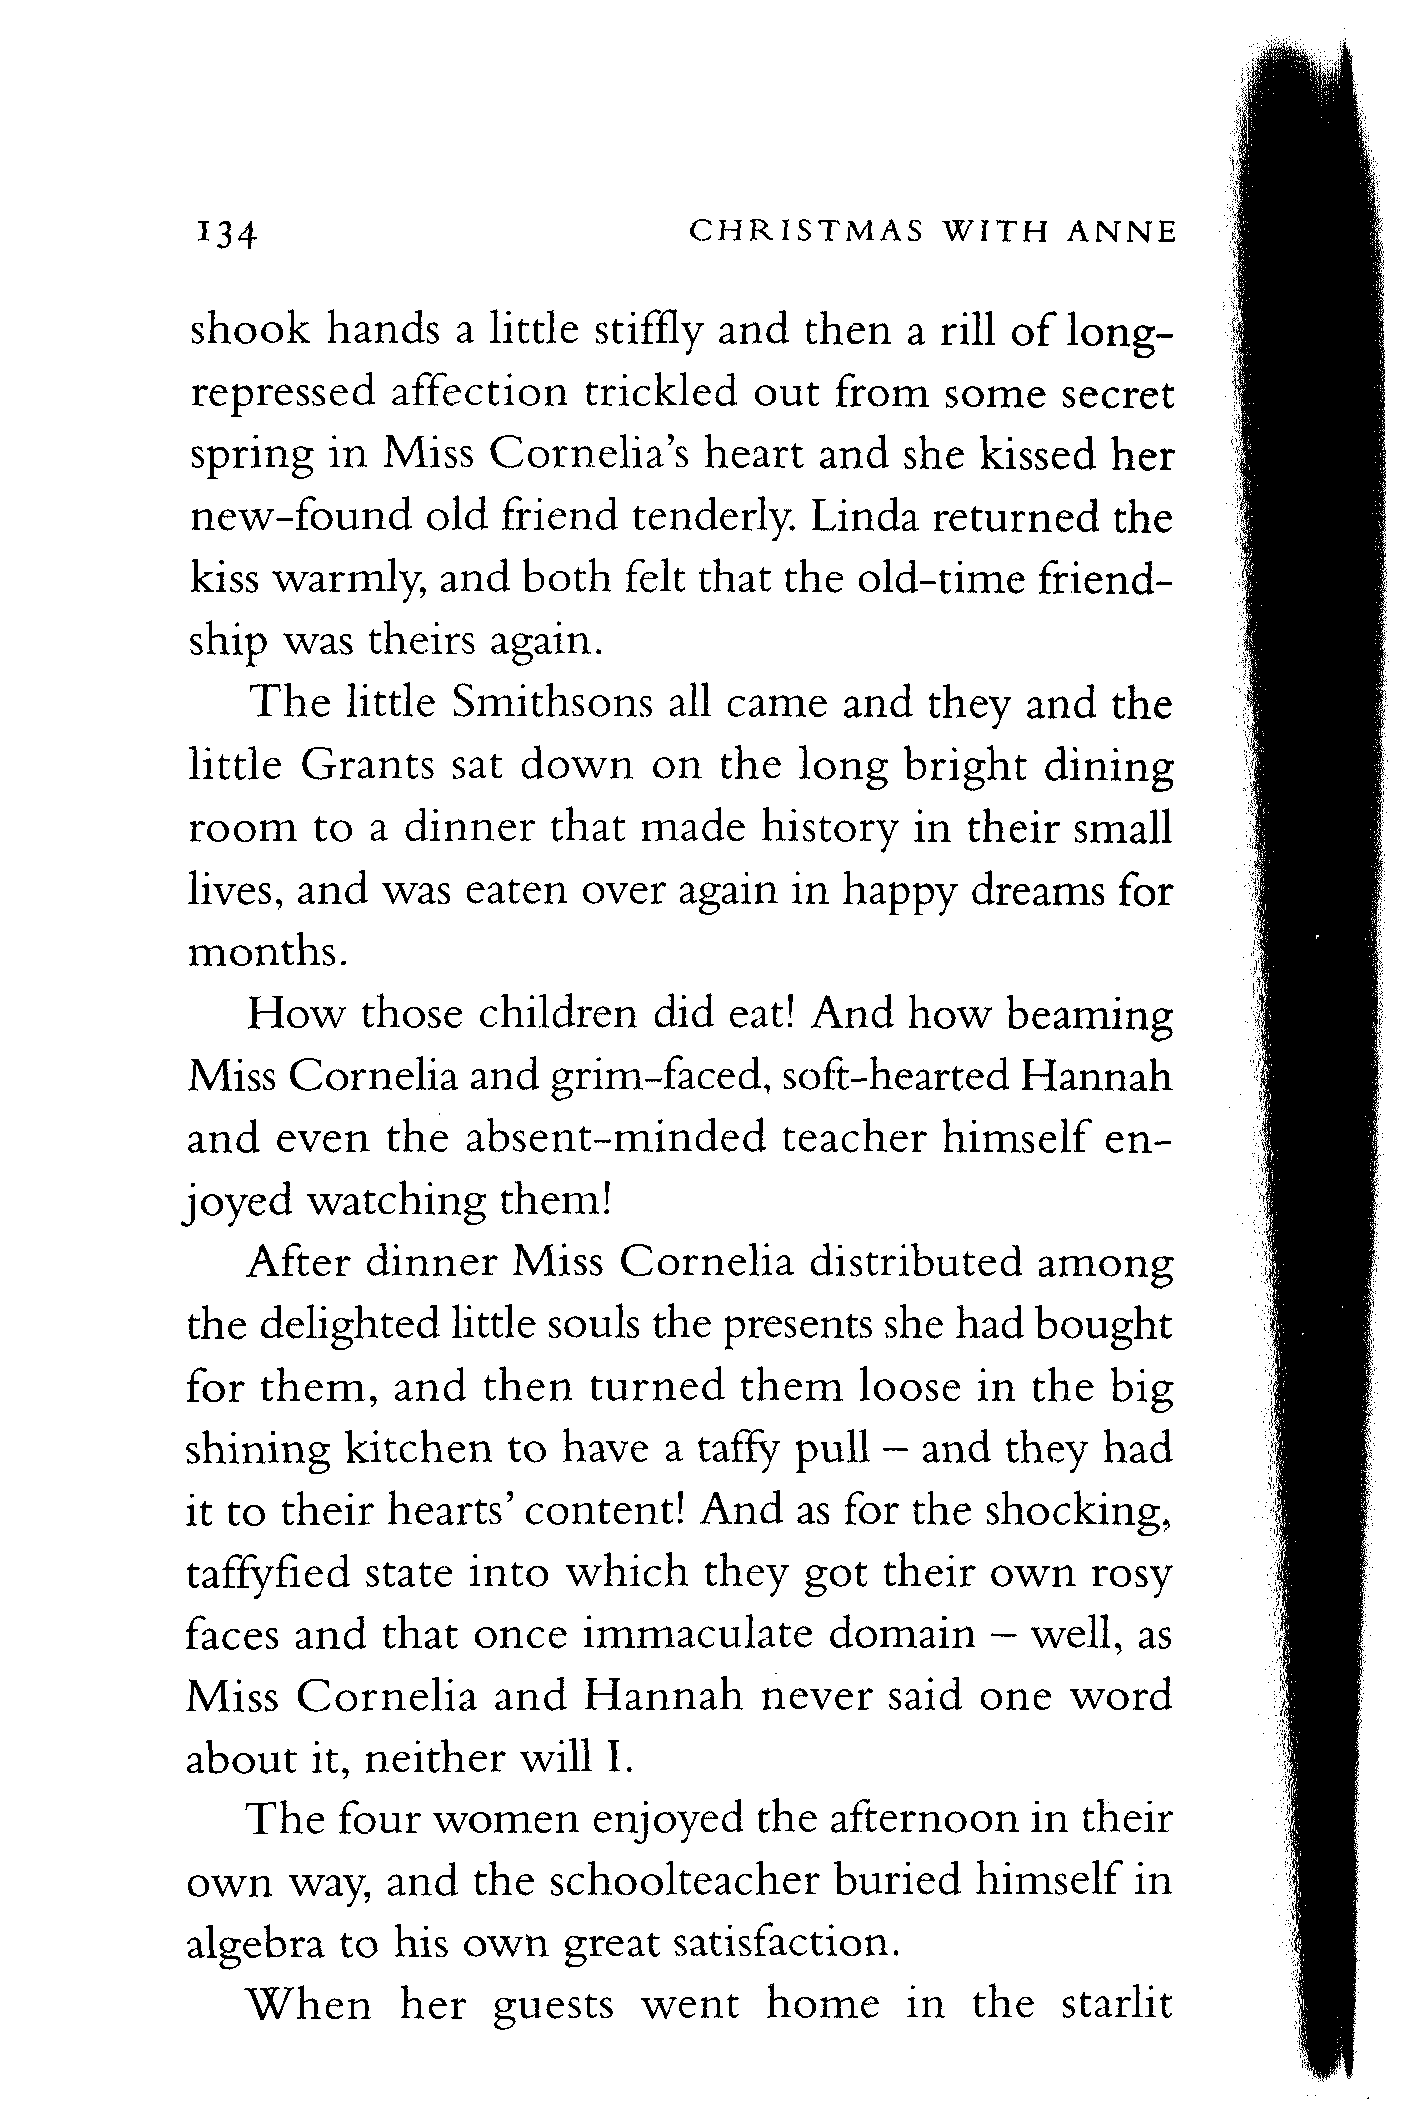 134 CHRISTMAS WITH ANNE
shook hands a little stiffly and then a rill of long-
repressed affection trickled out from some secret
spring in Miss Cornelia's heart and she kissed her
new-found old friend tenderly. Linda returned the
kiss warmly, and both felt that the old-time friend-
ship was theirs again.
The little Smithsons all came and they and the
little Grants sat down on the long bright dining
room to a dinner that made history in their small
lives, and was eaten over again in happy dreams for
months.
How those children did eat! And how beaming
Miss Cornelia and grim-faced, soft-hearted Hannah
and even the absent-minded teacher himself en-
joyed watching them!
After dinner Miss Cornelia distributed among
the delighted little souls the presents she had bought
for them, and then turned them loose in the big
shining kitchen to have a taffy pull – and they had
it to their hearts' content! And as for the shocking,
taffyfied state into which they got their own rosy
faces and that once immaculate domain – well, as
Miss Cornelia and Hannah never said one word
about it, neither will I.
The four women enjoyed the afternoon in their
own way, and the schoolteacher buried himself in
algebra to his own great satisfaction.
When her guests went home in the starlit